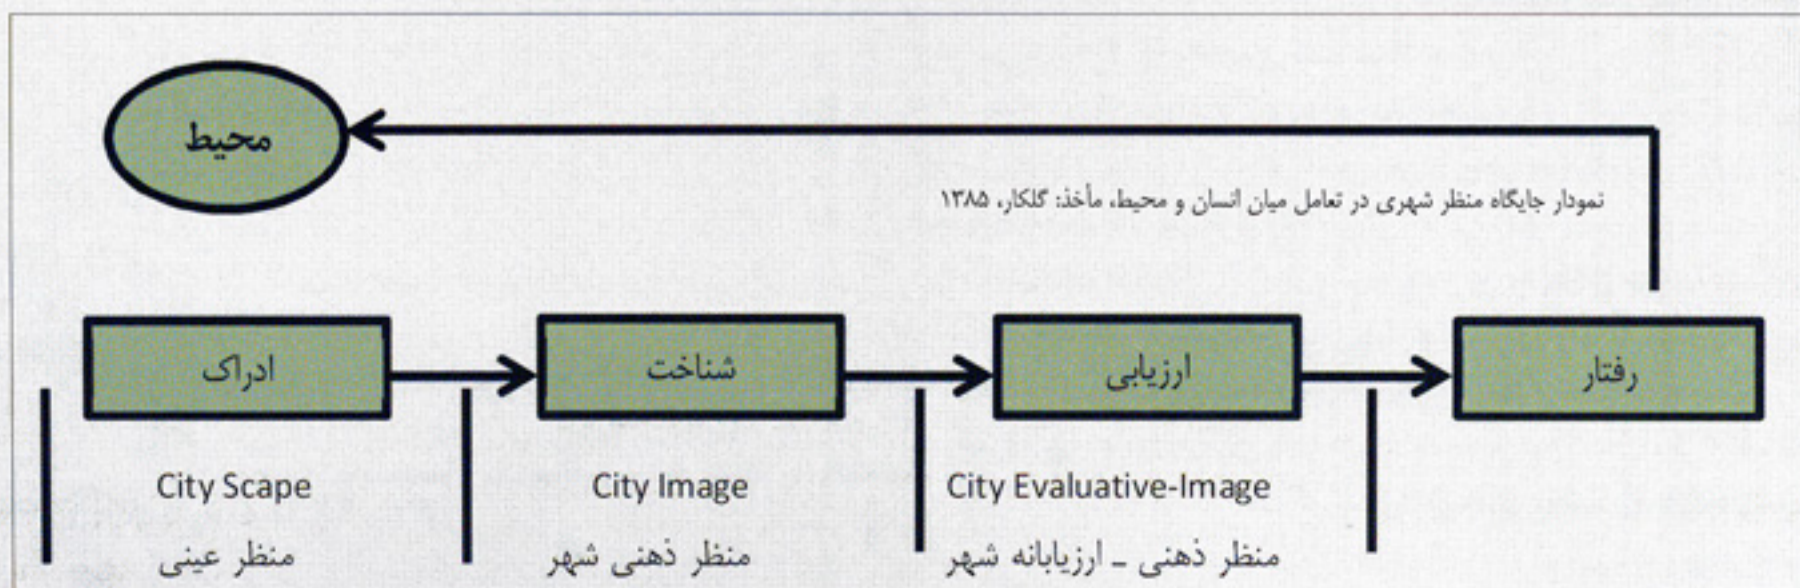 محیط
نمودار جایگاه منظر شهری در تعامل میان انسان و محیط، مأخذ: گلکار، ۱۳۸۵
ادراک
شناخت
ارزیابی
رفتار
City Scape
City Image
City Evaluative-Image
منظر عینی
منظر ذهنی شهر
منظر ذهنی - ارزیابانه شهر